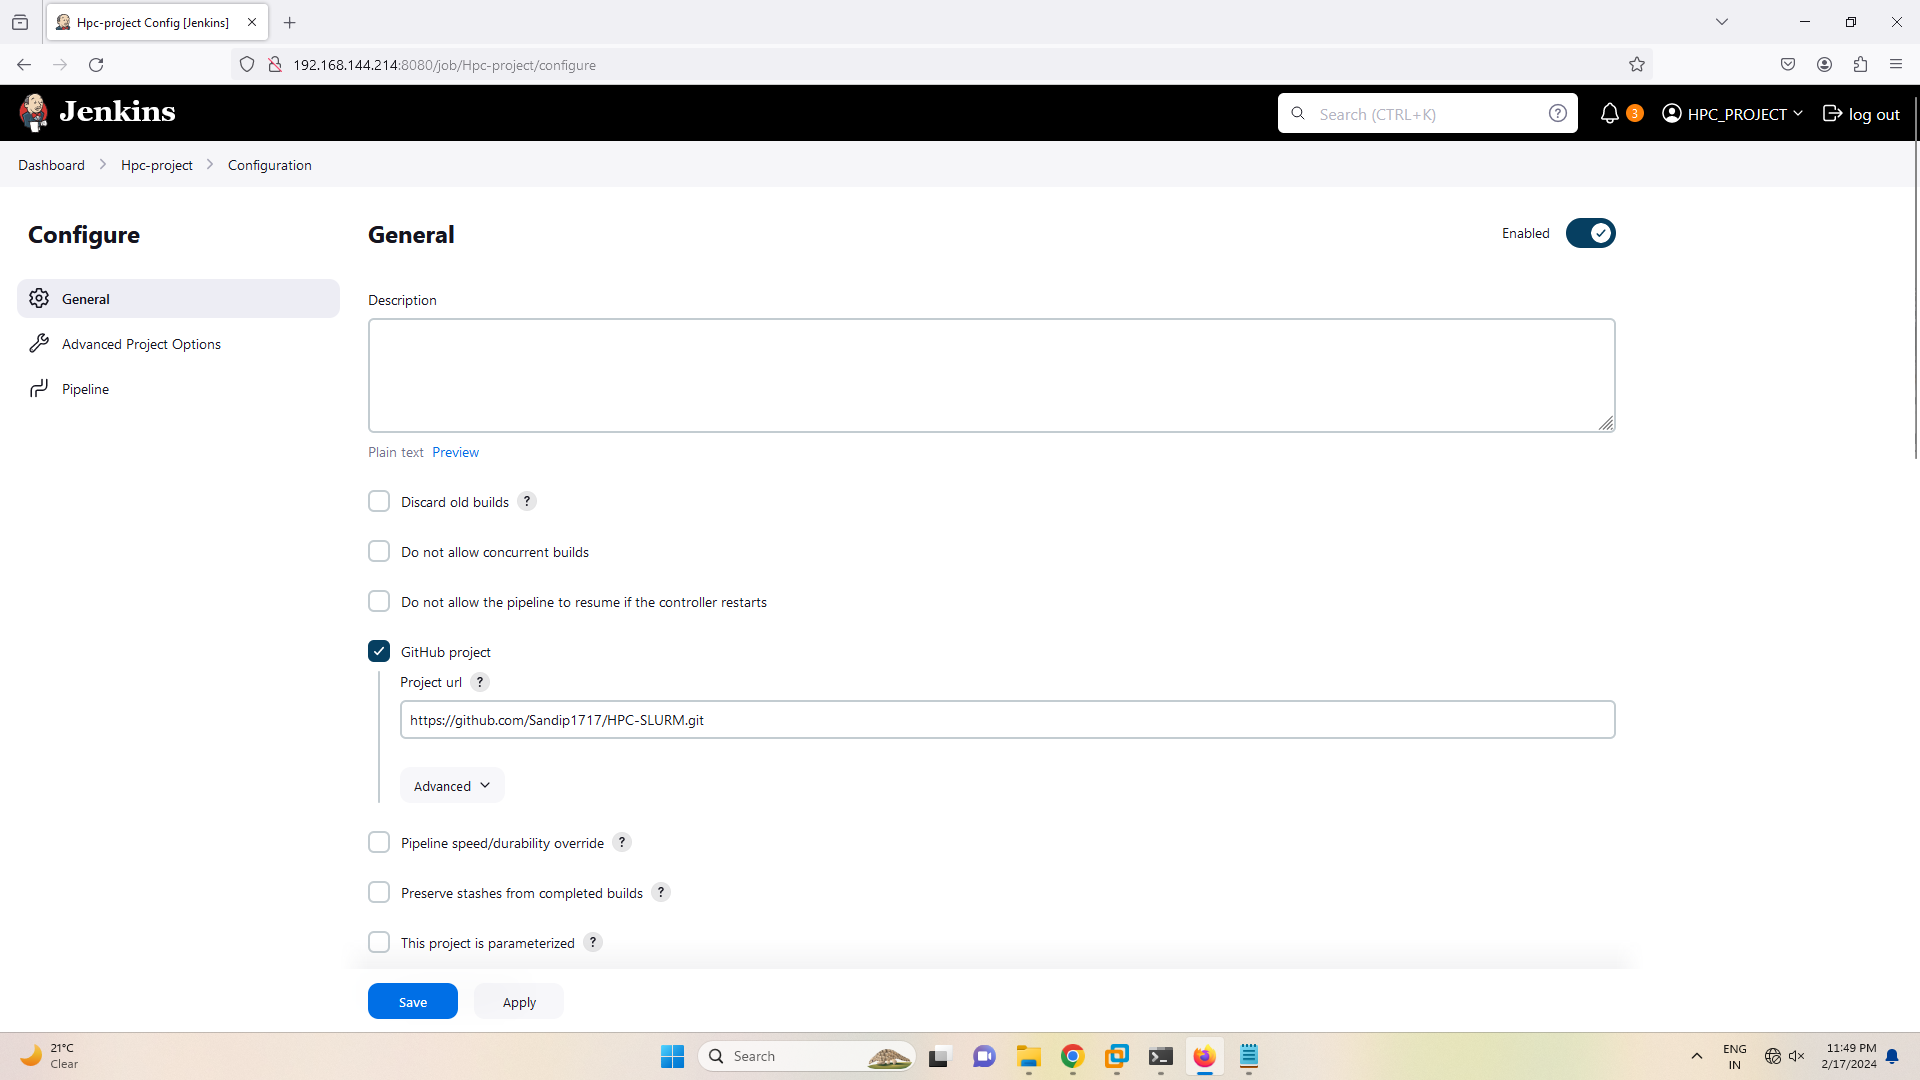 Hpc-project Config [Jenkins]
192.168.144.214:8080/job/Hpc-project/configure
Jenkins
Search (CTRL+K)
?
3
HPC_PROJECT
log out
Dashboard
Hpc-project
Configuration
Configure
General
Enabled
General
Advanced Project Options
Pipeline
Description
Plain text
Preview
Discard old builds
?
Do not allow concurrent builds
Do not allow the pipeline to resume if the controller restarts
GitHub project
Project url
?
https://github.com/Sandip1717/HPC-SLURM.git
Advanced
Pipeline speed/durability override
?
Preserve stashes from completed builds
?
This project is parameterized
?
Save
Apply
21°C
Clear
Search
ENG
IN
11:49 PM
2/17/2024